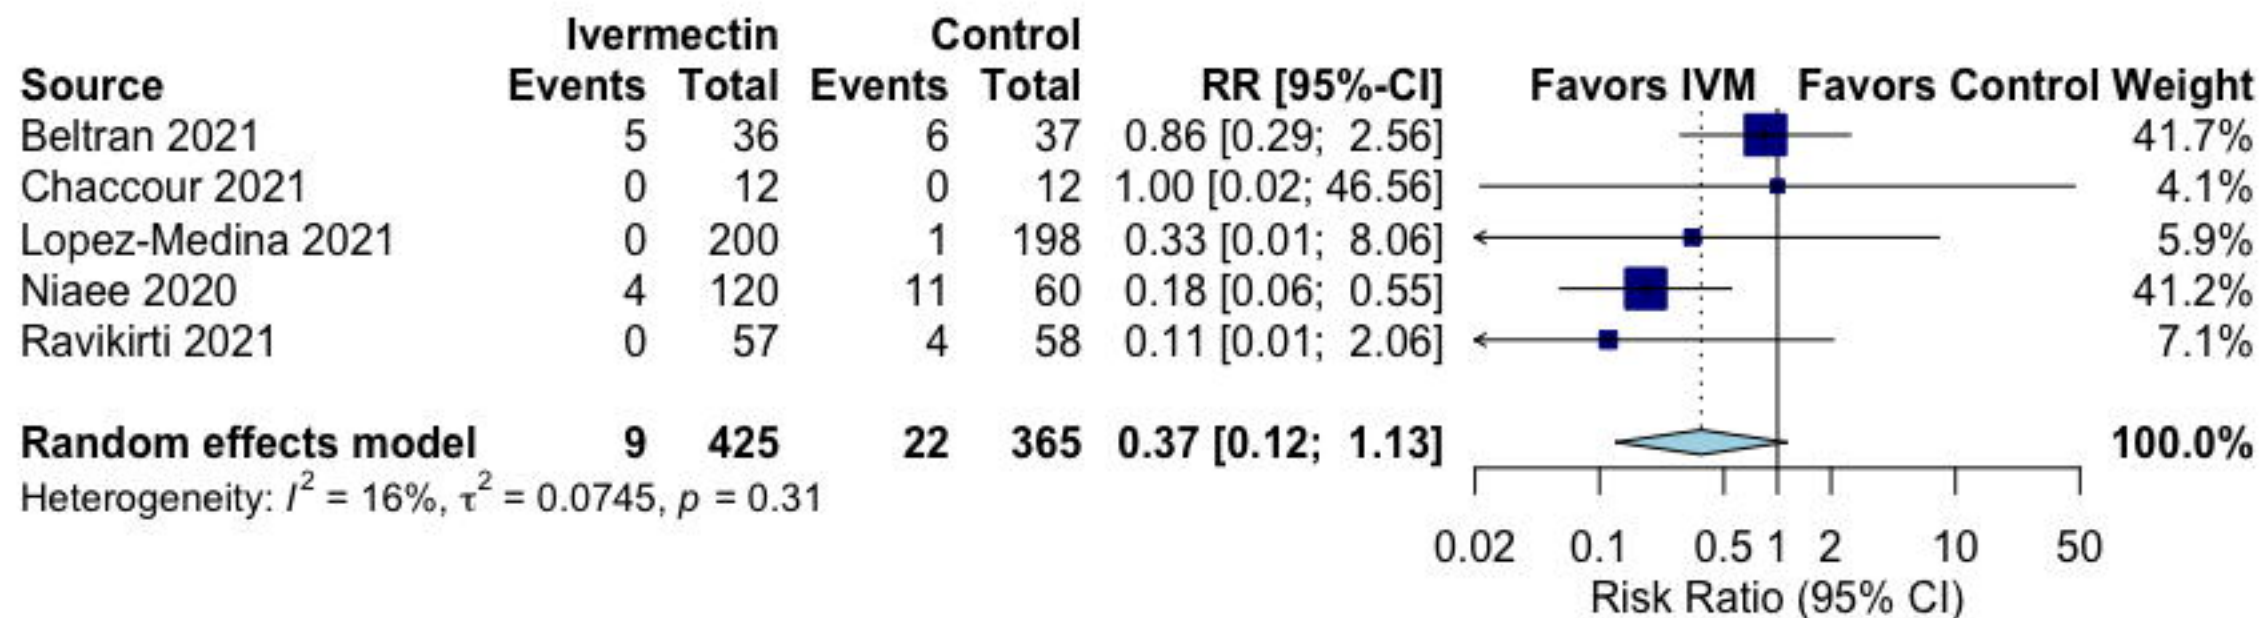 Ivermectin Control
Source Events Total Events Total RR [95%-CI] Favors IVM Favors Control Weight
Beltran 2021 5 36 6 37 0.86 [0.29; 2.56] 41.7%
Chaccour 2021 0 12 0 12 1.00 [0.02; 46.56] 4.1%
Lopez-Medina 2021 0 200 1 198 0.33 [0.01; 8.06] 5.9%
Niaee 2020 4 120 11 60 0.18 [0.06; 0.55] 41.2%
Ravikirti 2021 0 57 4 58 0.11 [0.01; 2.06] 7.1%
Random effects model 9 425 22 365 0.37 [0.12; 1.13] 100.0%
Heterogeneity: I² = 16%, τ² = 0.0745, p = 0.31
0.02 0.1 0.5 1 2 10 50
Risk Ratio (95% CI)